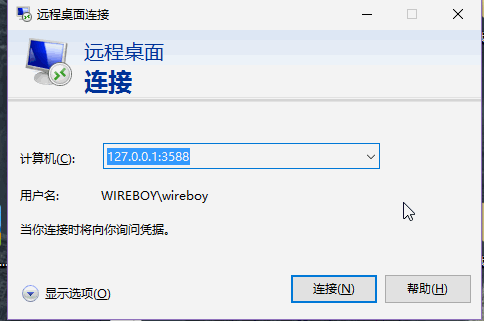 远程桌面连接
远程桌面
连接
计算机(C): 127.0.0.1:3588
用户名: WIREBOY\wireboy
当你连接时将向你询问凭据。
显示选项(O) 连接(N) 帮助(H)